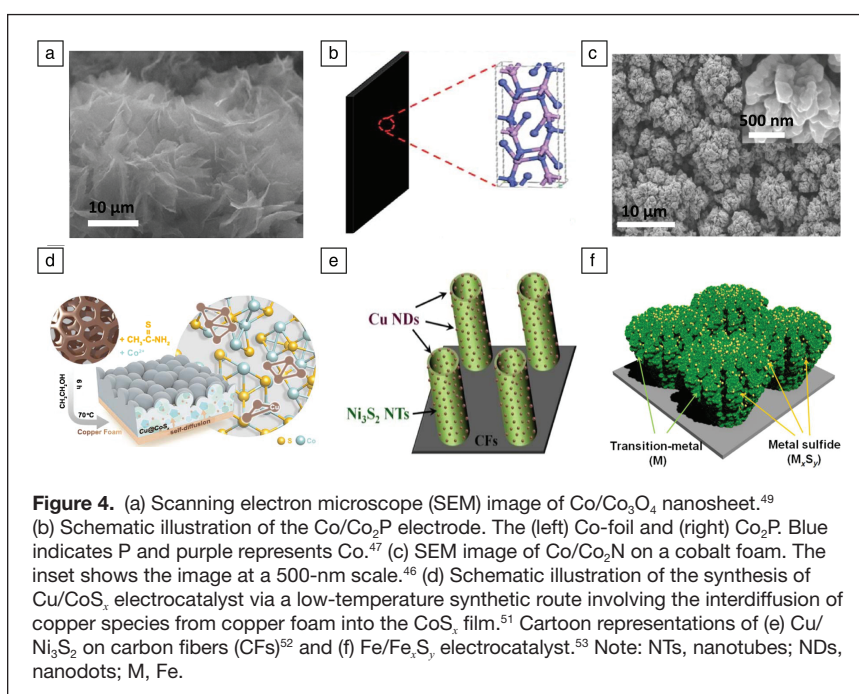 a
10 μm
b
c
500 nm
10 μm
d
S
+ CH₃CNH₂
+ Co²⁺
CH₃CH₂OH
6 h
70 °C
Copper Foam
Cu@CoSₓ
self-diffusion
Cu
S
Co
e
Cu NDs
Ni₃S₂ NTs
CFs
f
Transition-metal
(M)
Metal sulfide
(MₓSᵧ)
Figure 4. (a) Scanning electron microscope (SEM) image of Co/Co₃O₄ nanosheet.⁴⁹
(b) Schematic illustration of the Co/Co₂P electrode. The (left) Co-foil and (right) Co₂P. Blue
indicates P and purple represents Co.⁴⁷ (c) SEM image of Co/Co₂N on a cobalt foam. The
inset shows the image at a 500-nm scale.⁴⁶ (d) Schematic illustration of the synthesis of
Cu/CoSₓ electrocatalyst via a low-temperature synthetic route involving the interdiffusion of
copper species from copper foam into the CoSₓ film.⁵¹ Cartoon representations of (e) Cu/
Ni₃S₂ on carbon fibers (CFs)⁵² and (f) Fe/FeₓSᵧ electrocatalyst.⁵³ Note: NTs, nanotubes; NDs,
nanodots; M, Fe.